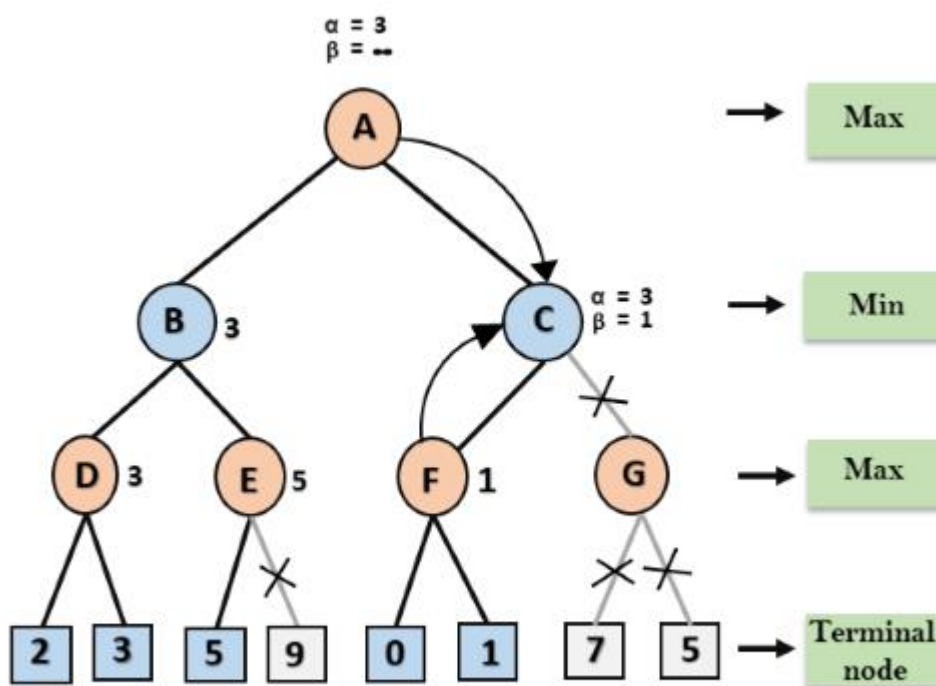 α = 3
β = ∞
A
Max
B
3
C
α = 3
β = 1
Min
D
3
E
5
F
1
G
Max
2
3
5
9
0
1
7
5
Terminal
node